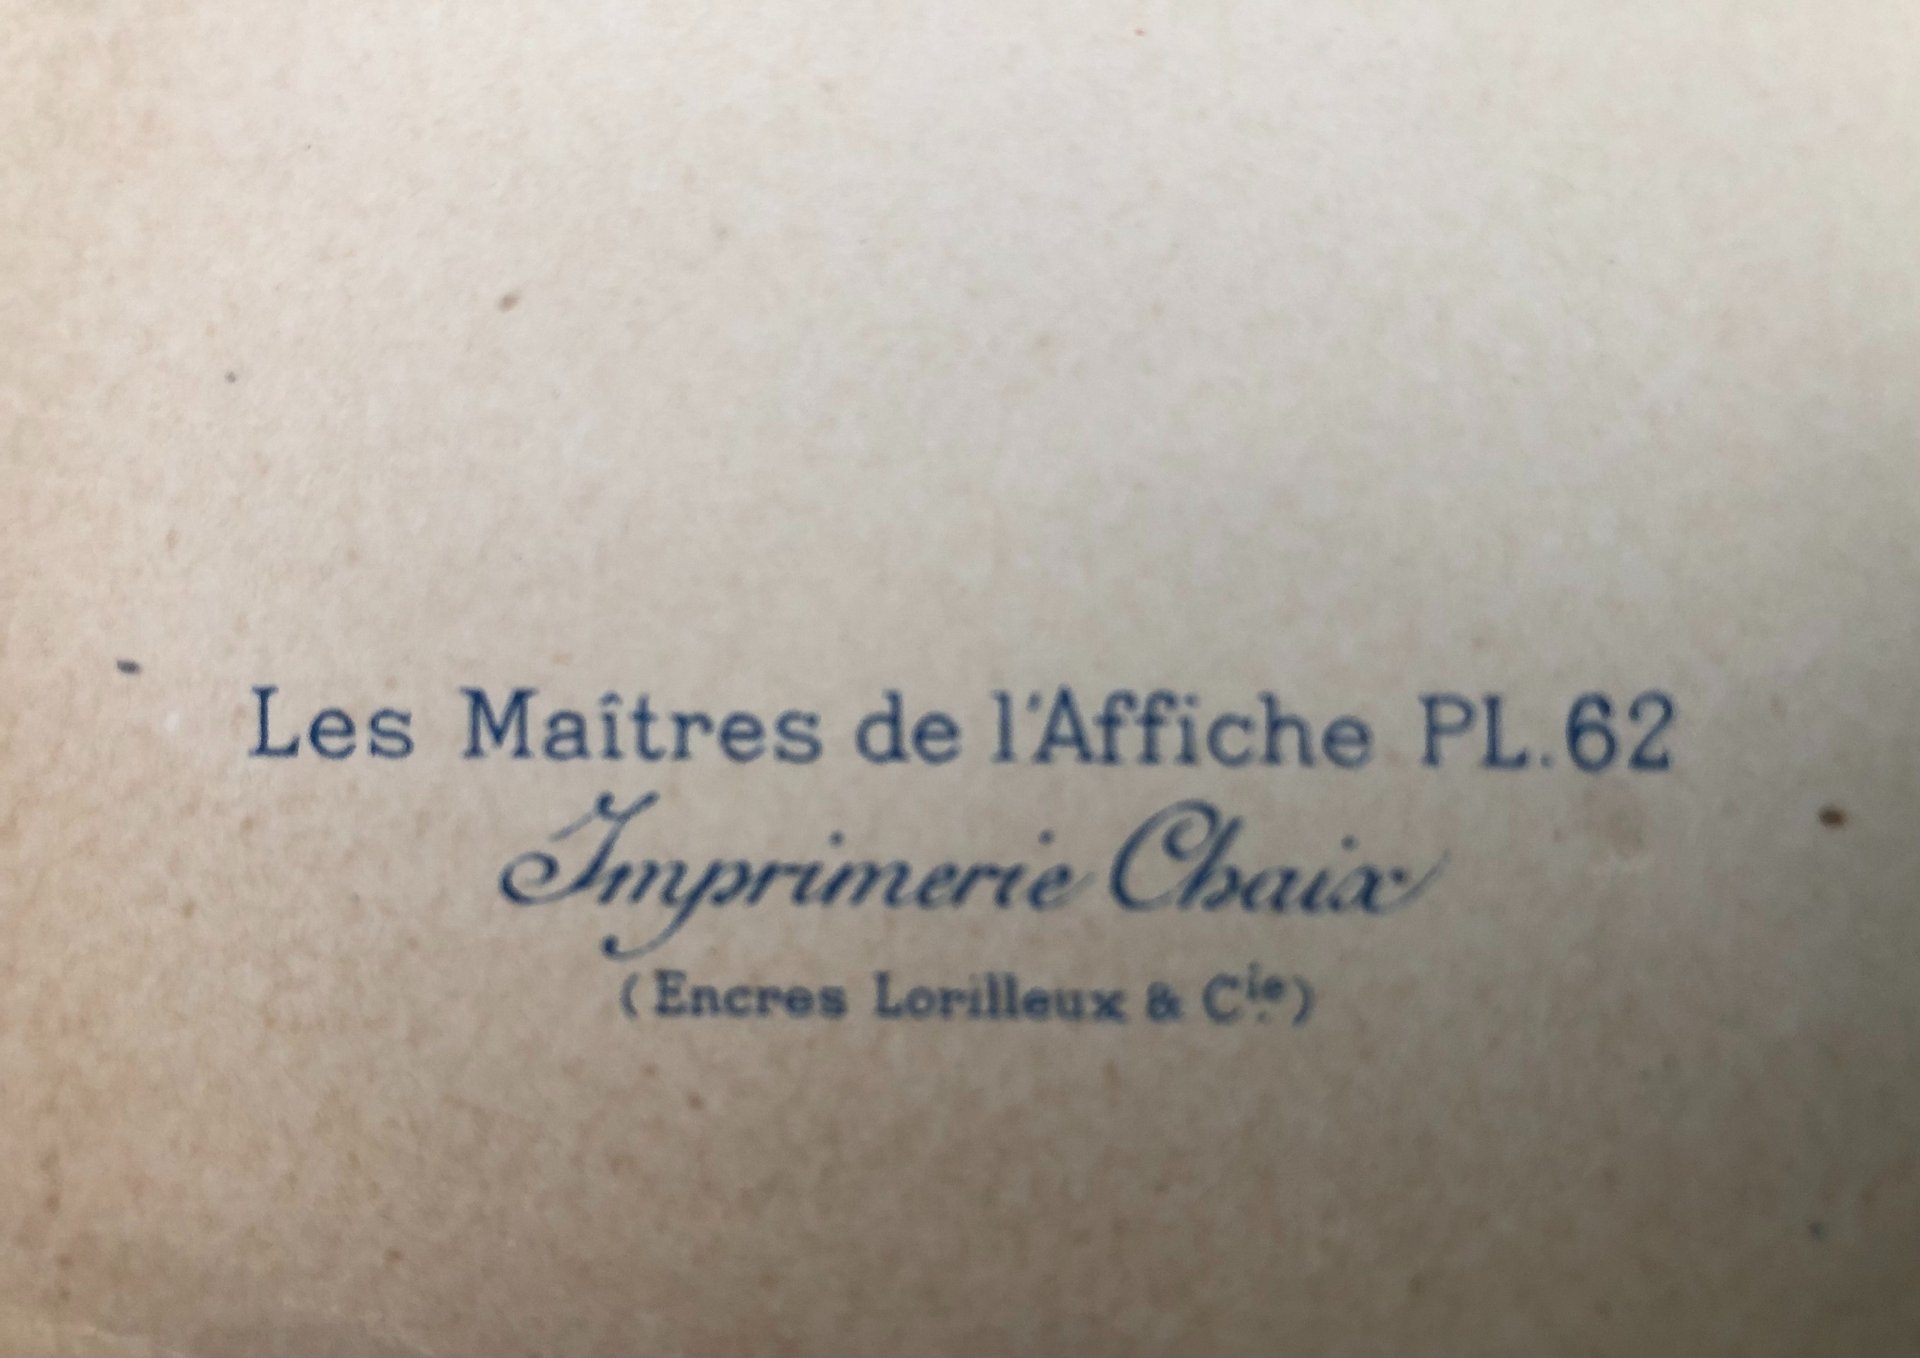 Les Maîtres de l'Affiche PL.62
Imprimerie Chaix
(Encres Lorilleux & Cie.)